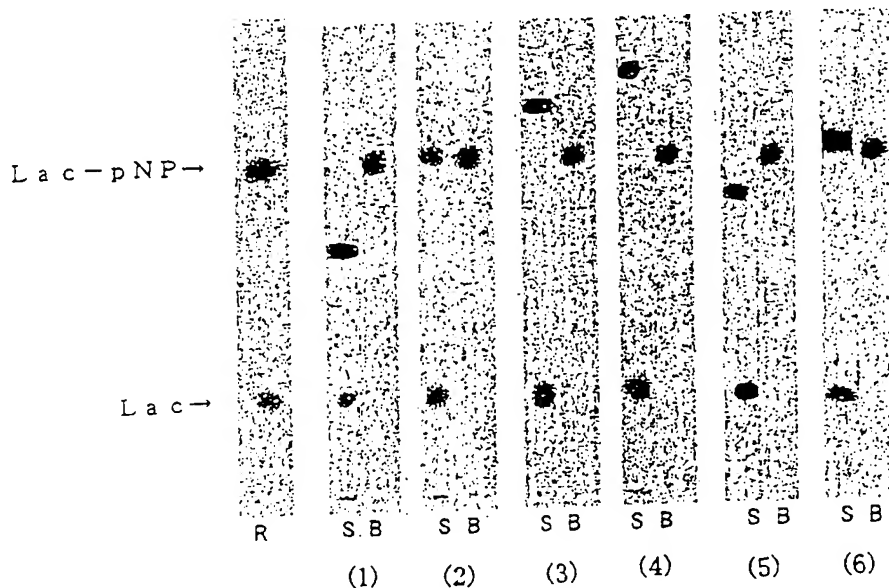 Lac-pNP→
Lac→
R S. B S B S B S B S B S B
(1) (2) (3) (4) (5) (6)